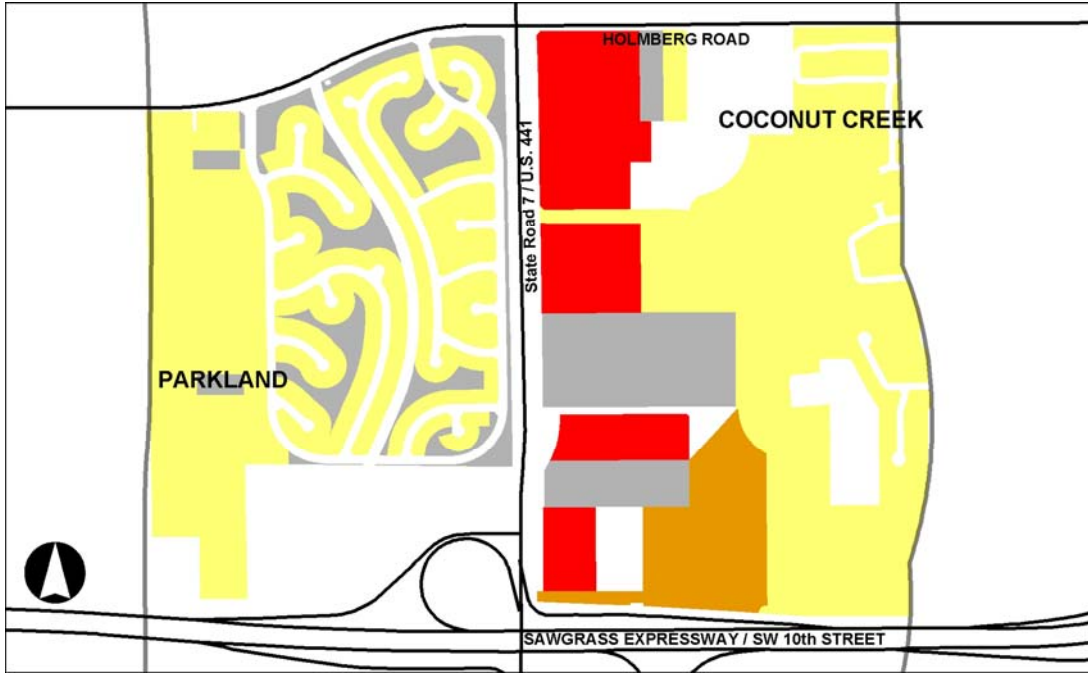 HOLMBERG ROAD
COCONUT CREEK
State Road 7 / U.S. 441
PARKLAND
SAWGRASS EXPRESSWAY / SW 10th STREET